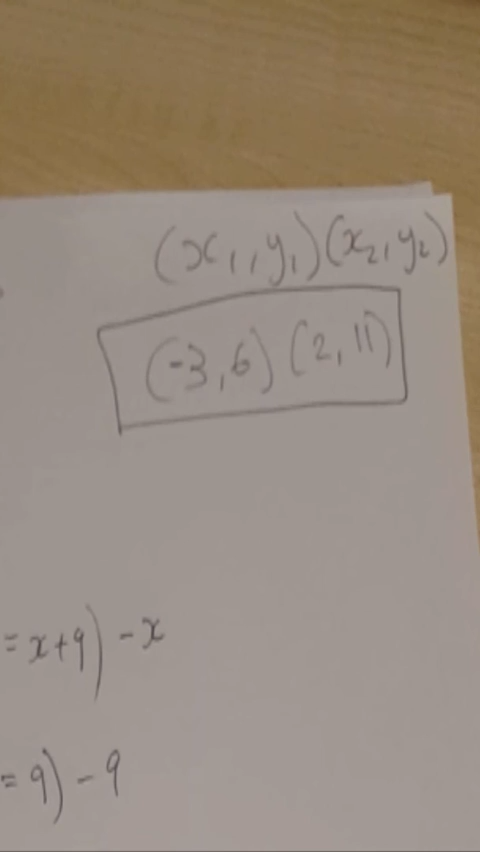 (x₁, y₁) (x₂, y₂)
(-3, 6) (2, 11)
= x + 9) - x
= 9) - 9